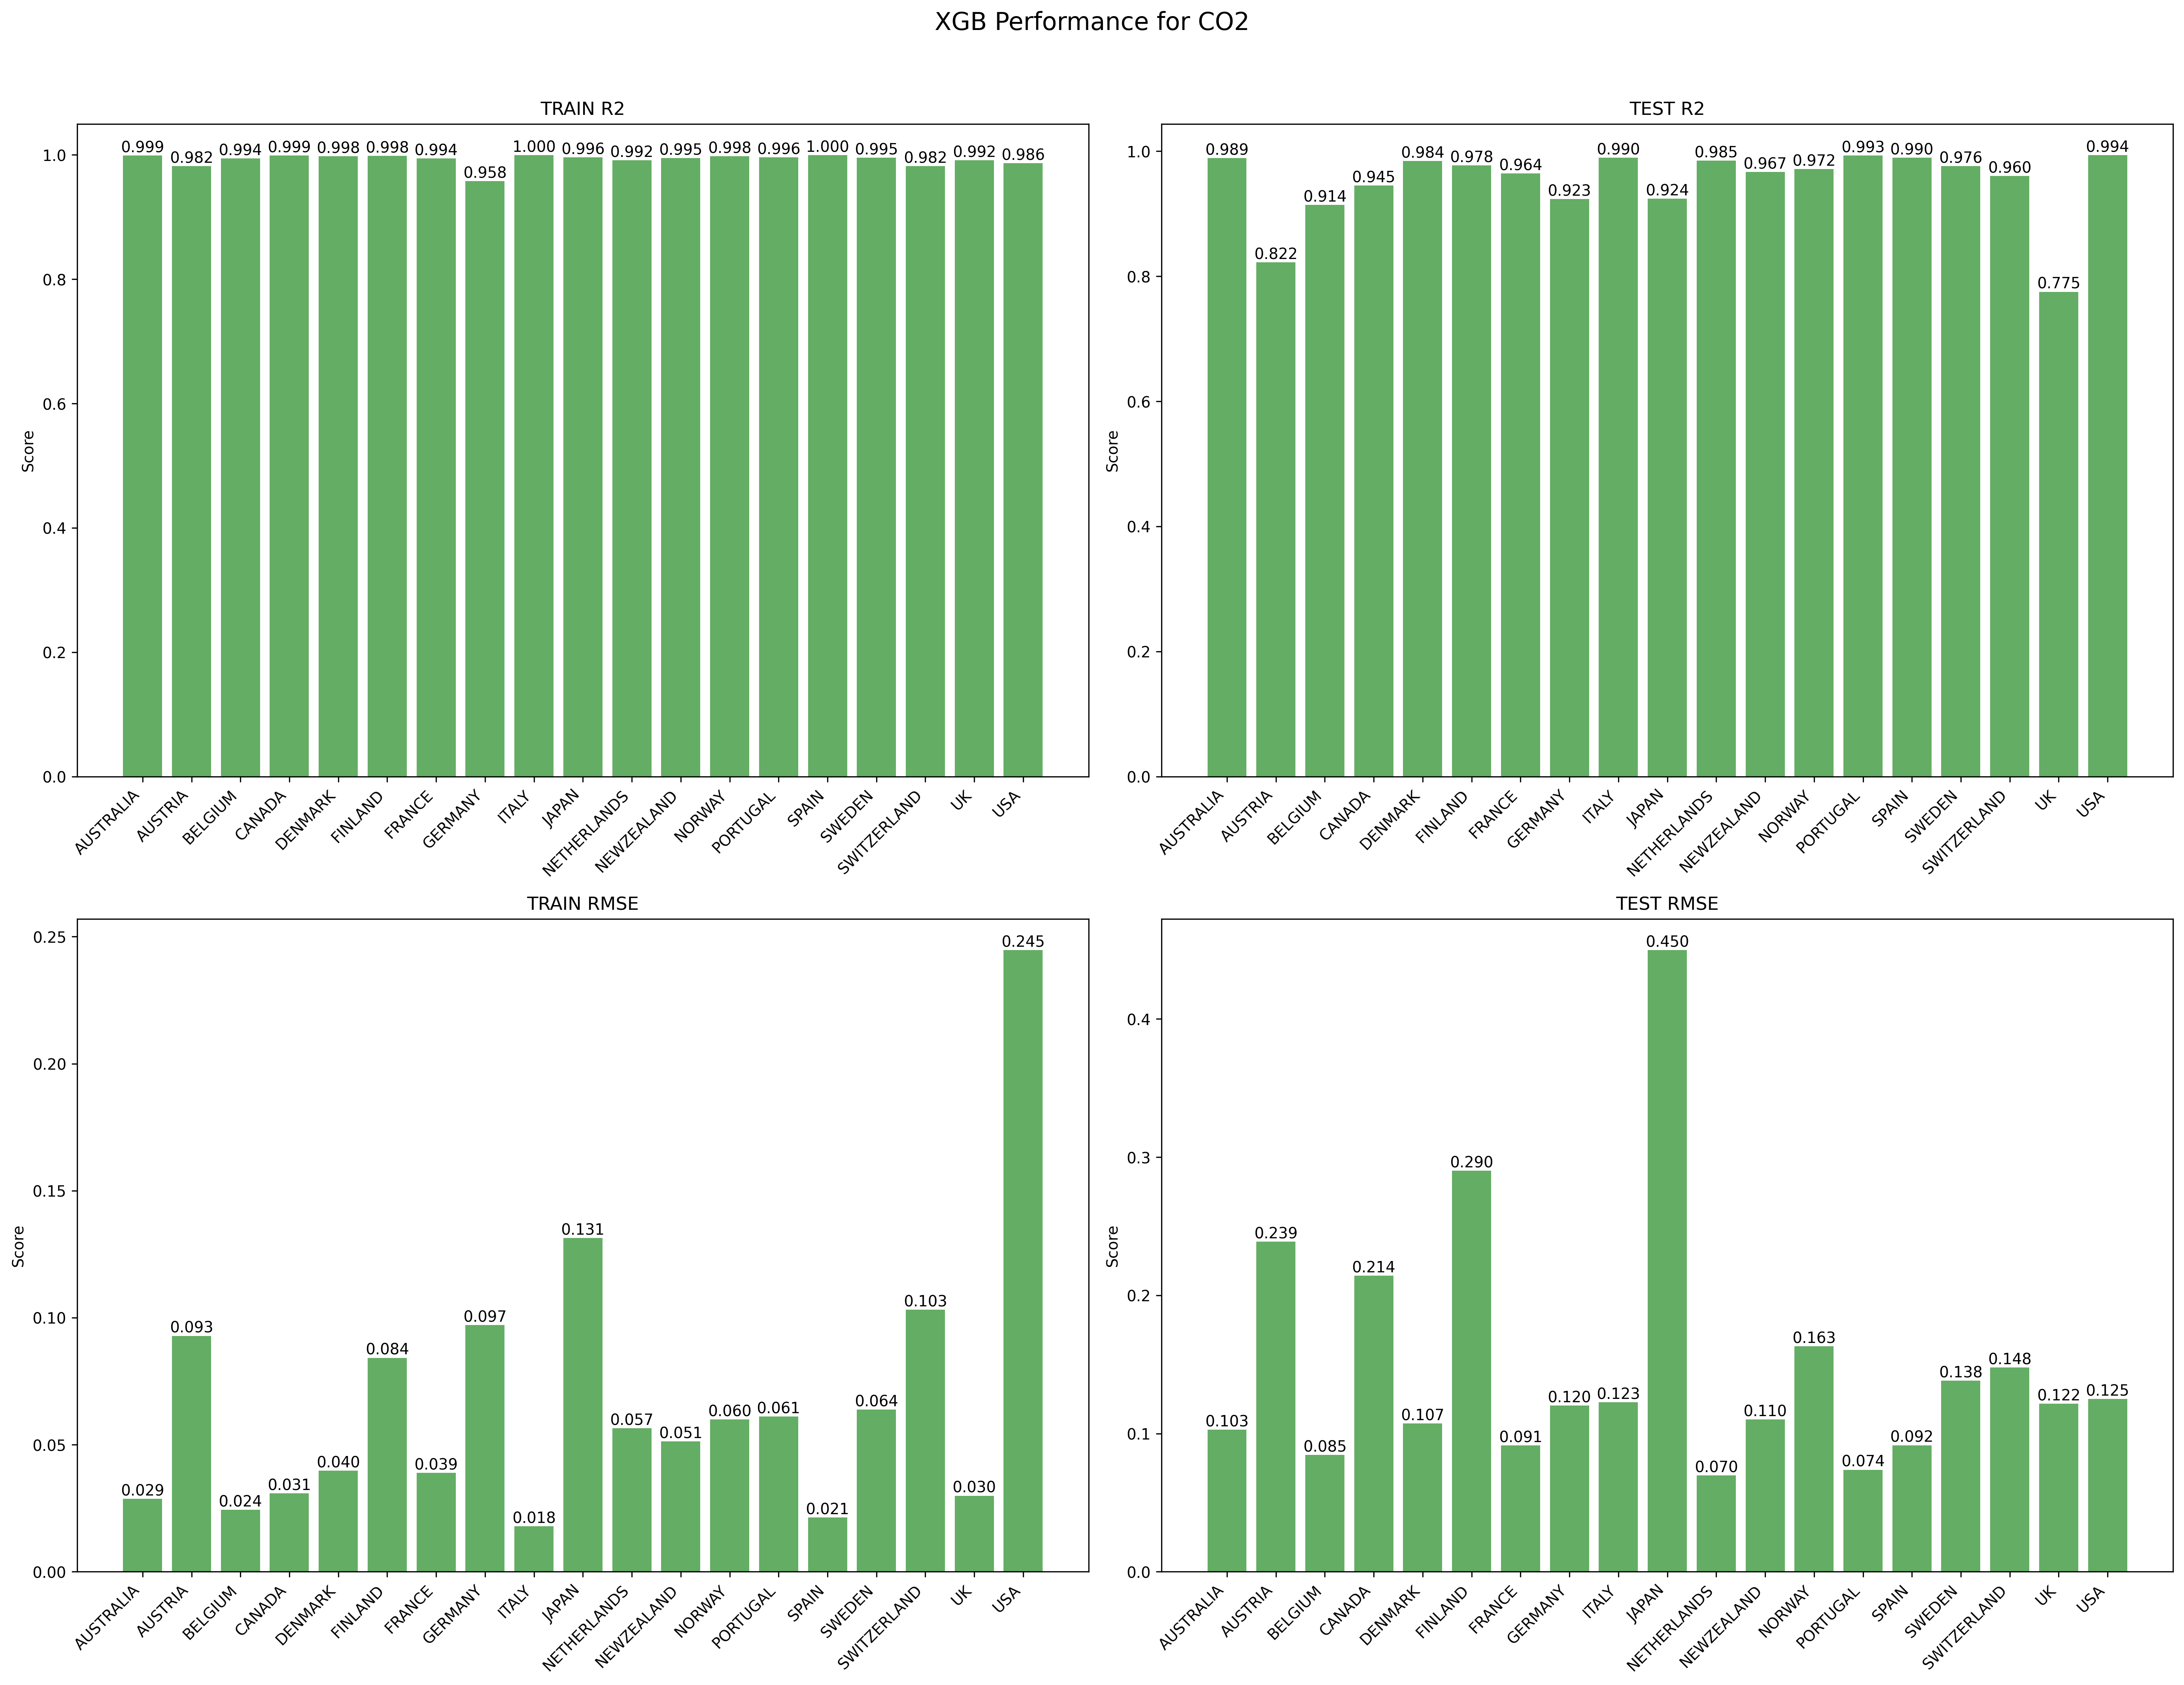 XGB Performance for CO2
TRAIN R2
Score
1.0
0.8
0.6
0.4
0.2
0.0
0.999 0.982 0.994 0.999 0.998 0.998 0.994 0.958 1.000 0.996 0.992 0.995 0.998 0.996 1.000 0.995 0.982 0.992 0.986
AUSTRALIA AUSTRIA BELGIUM CANADA DENMARK FINLAND FRANCE GERMANY ITALY JAPAN NETHERLANDS NEWZEALAND NORWAY PORTUGAL SPAIN SWEDEN SWITZERLAND UK USA
TEST R2
Score
1.0
0.8
0.6
0.4
0.2
0.0
0.989 0.822 0.914 0.945 0.984 0.978 0.964 0.923 0.990 0.924 0.985 0.967 0.972 0.993 0.990 0.976 0.960 0.775 0.994
AUSTRALIA AUSTRIA BELGIUM CANADA DENMARK FINLAND FRANCE GERMANY ITALY JAPAN NETHERLANDS NEWZEALAND NORWAY PORTUGAL SPAIN SWEDEN SWITZERLAND UK USA
TRAIN RMSE
Score
0.25
0.20
0.15
0.10
0.05
0.00
0.029 0.093 0.024 0.031 0.040 0.084 0.039 0.097 0.018 0.131 0.057 0.051 0.060 0.061 0.021 0.064 0.103 0.030 0.245
AUSTRALIA AUSTRIA BELGIUM CANADA DENMARK FINLAND FRANCE GERMANY ITALY JAPAN NETHERLANDS NEWZEALAND NORWAY PORTUGAL SPAIN SWEDEN SWITZERLAND UK USA
TEST RMSE
Score
0.4
0.3
0.2
0.1
0.0
0.103 0.239 0.085 0.214 0.107 0.290 0.091 0.120 0.123 0.450 0.070 0.110 0.163 0.074 0.092 0.138 0.148 0.122 0.125
AUSTRALIA AUSTRIA BELGIUM CANADA DENMARK FINLAND FRANCE GERMANY ITALY JAPAN NETHERLANDS NEWZEALAND NORWAY PORTUGAL SPAIN SWEDEN SWITZERLAND UK USA